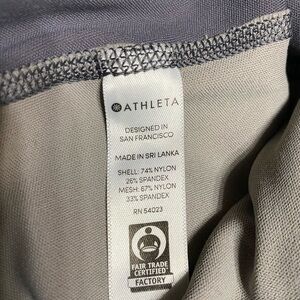 ATHLETA
DESIGNED IN
SAN FRANCISCO
MADE IN SRI LANKA
SHELL: 74% NYLON
26% SPANDEX
MESH: 67% NYLON
33% SPANDEX
RN 54023
FAIR TRADE
CERTIFIED
FACTORY